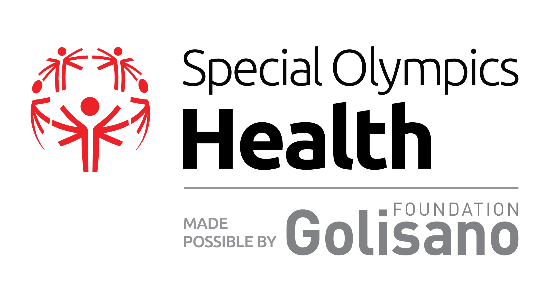 Special Olympics
Health
MADE
POSSIBLE BY
FOUNDATION
Golisano